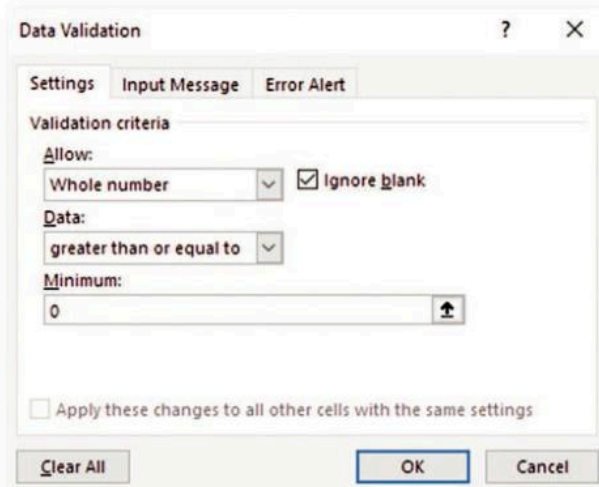 Data Validation ? ×
Settings Input Message Error Alert
Validation criteria
Allow:
Whole number Ignore blank
Data:
greater than or equal to
Minimum:
0
Apply these changes to all other cells with the same settings
Clear All OK Cancel